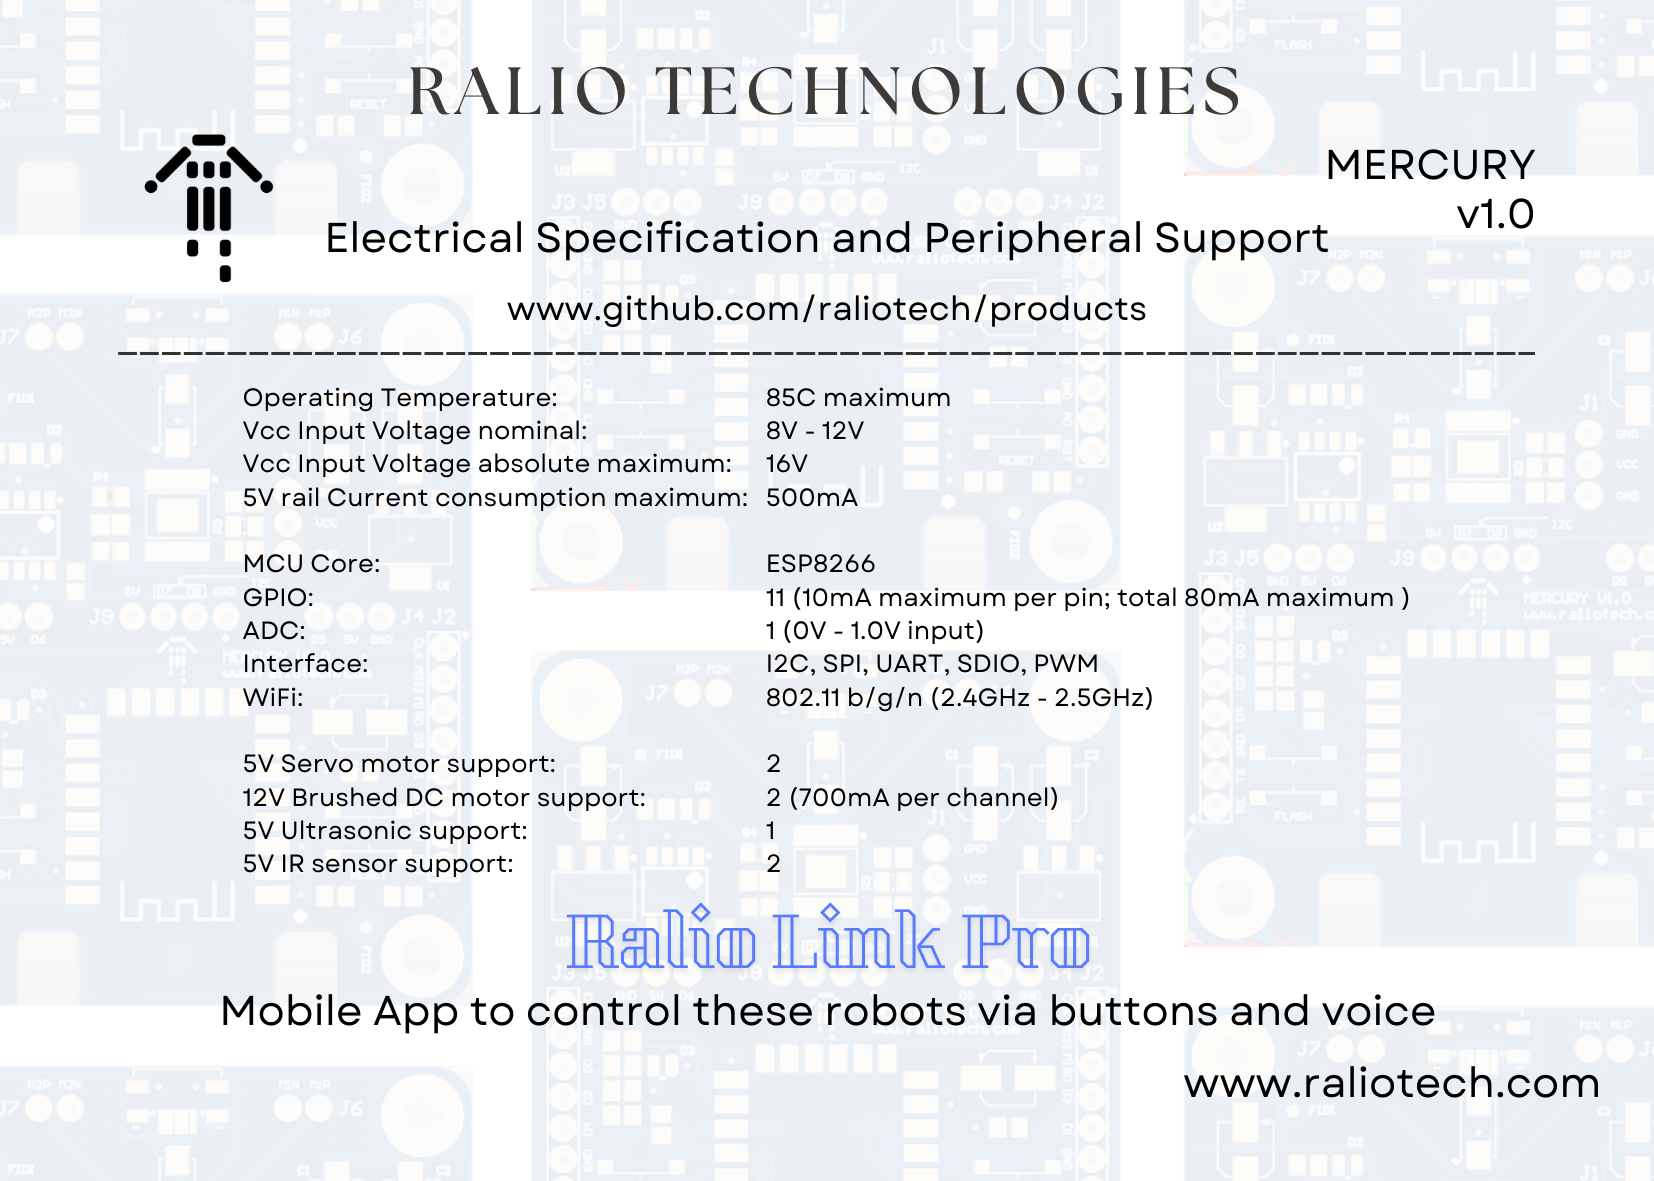 RALIO TECHNOLOGIES
MERCURY
v1.0
Electrical Specification and Peripheral Support
www.github.com/raliotech/products
Operating Temperature: 85C maximum
Vcc Input Voltage nominal: 8V - 12V
Vcc Input Voltage absolute maximum: 16V
5V rail Current consumption maximum: 500mA
MCU Core: ESP8266
GPIO: 11 (10mA maximum per pin; total 80mA maximum )
ADC: 1 (0V - 1.0V input)
Interface: I2C, SPI, UART, SDIO, PWM
WiFi: 802.11 b/g/n (2.4GHz - 2.5GHz)
5V Servo motor support: 2
12V Brushed DC motor support: 2 (700mA per channel)
5V Ultrasonic support: 1
5V IR sensor support: 2
Ralio Link Pro
Mobile App to control these robots via buttons and voice
www.raliotech.com